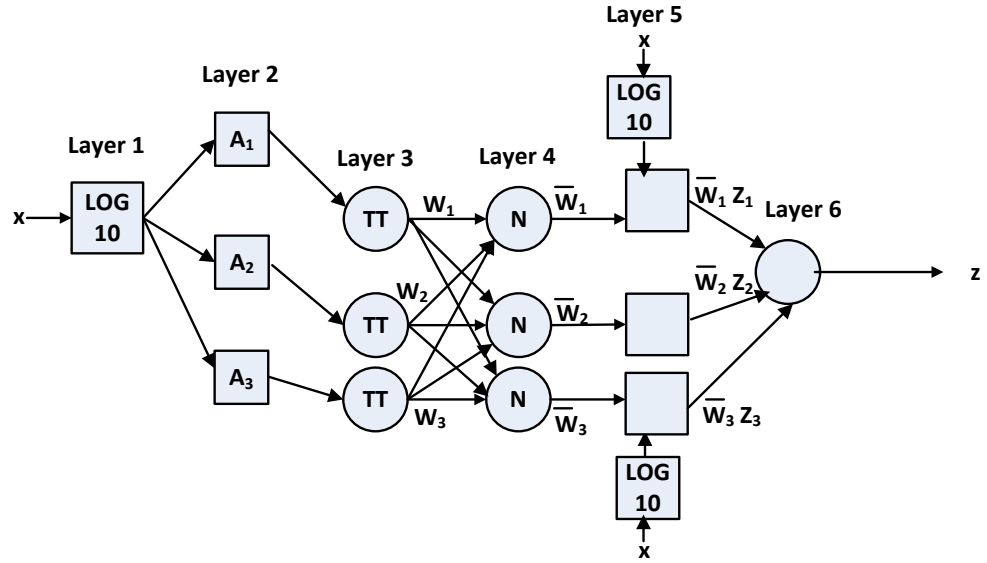 Layer 5
x
LOG
10
Layer 2
A₁
Layer 1
LOG
10
x
Layer 3
Layer 4
TT
W₁
N
W̅₁
W̅₁ Z₁
Layer 6
A₂
W₂
TT
N
W̅₂
W̅₂ Z₂
z
A₃
TT
W₃
N
W̅₃
W̅₃ Z₃
LOG
10
x